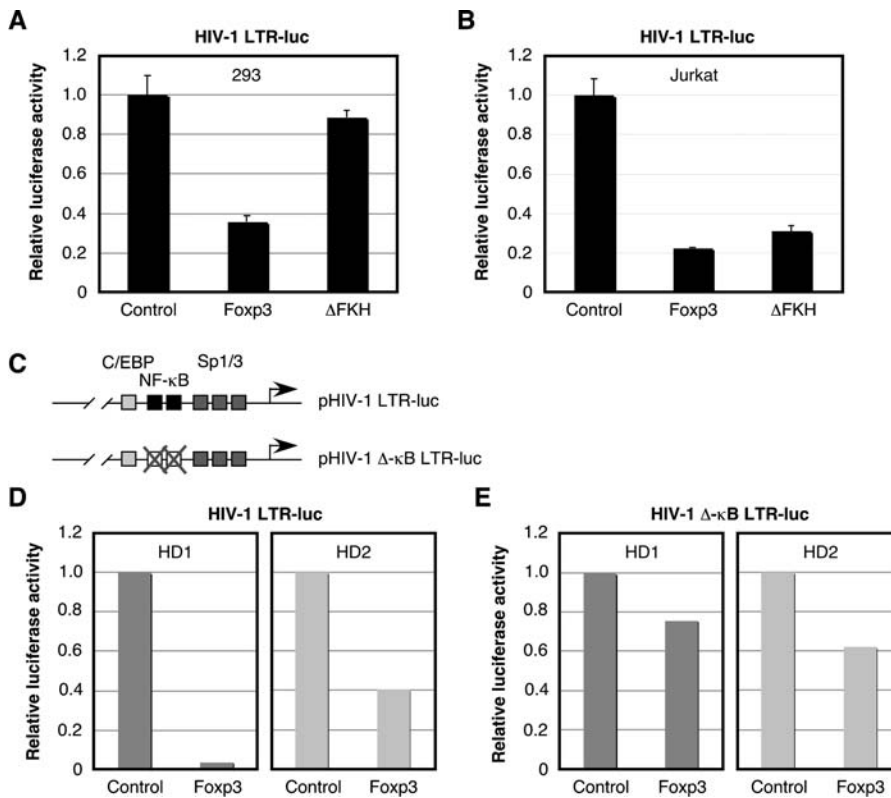 A
HIV-1 LTR-luc
Relative luciferase activity
1.2
1.0
0.8
0.6
0.4
0.2
0
293
Control Foxp3 ΔFKH
B
HIV-1 LTR-luc
Relative luciferase activity
1.2
1.0
0.8
0.6
0.4
0.2
0
Jurkat
Control Foxp3 ΔFKH
C
C/EBP Sp1/3
NF-κB
pHIV-1 LTR-luc
pHIV-1 Δ-κB LTR-luc
D
HIV-1 LTR-luc
Relative luciferase activity
1.2
1.0
0.8
0.6
0.4
0.2
0
HD1 HD2
Control Foxp3 Control Foxp3
E
HIV-1 Δ-κB LTR-luc
Relative luciferase activity
1.2
1.0
0.8
0.6
0.4
0.2
0
HD1 HD2
Control Foxp3 Control Foxp3